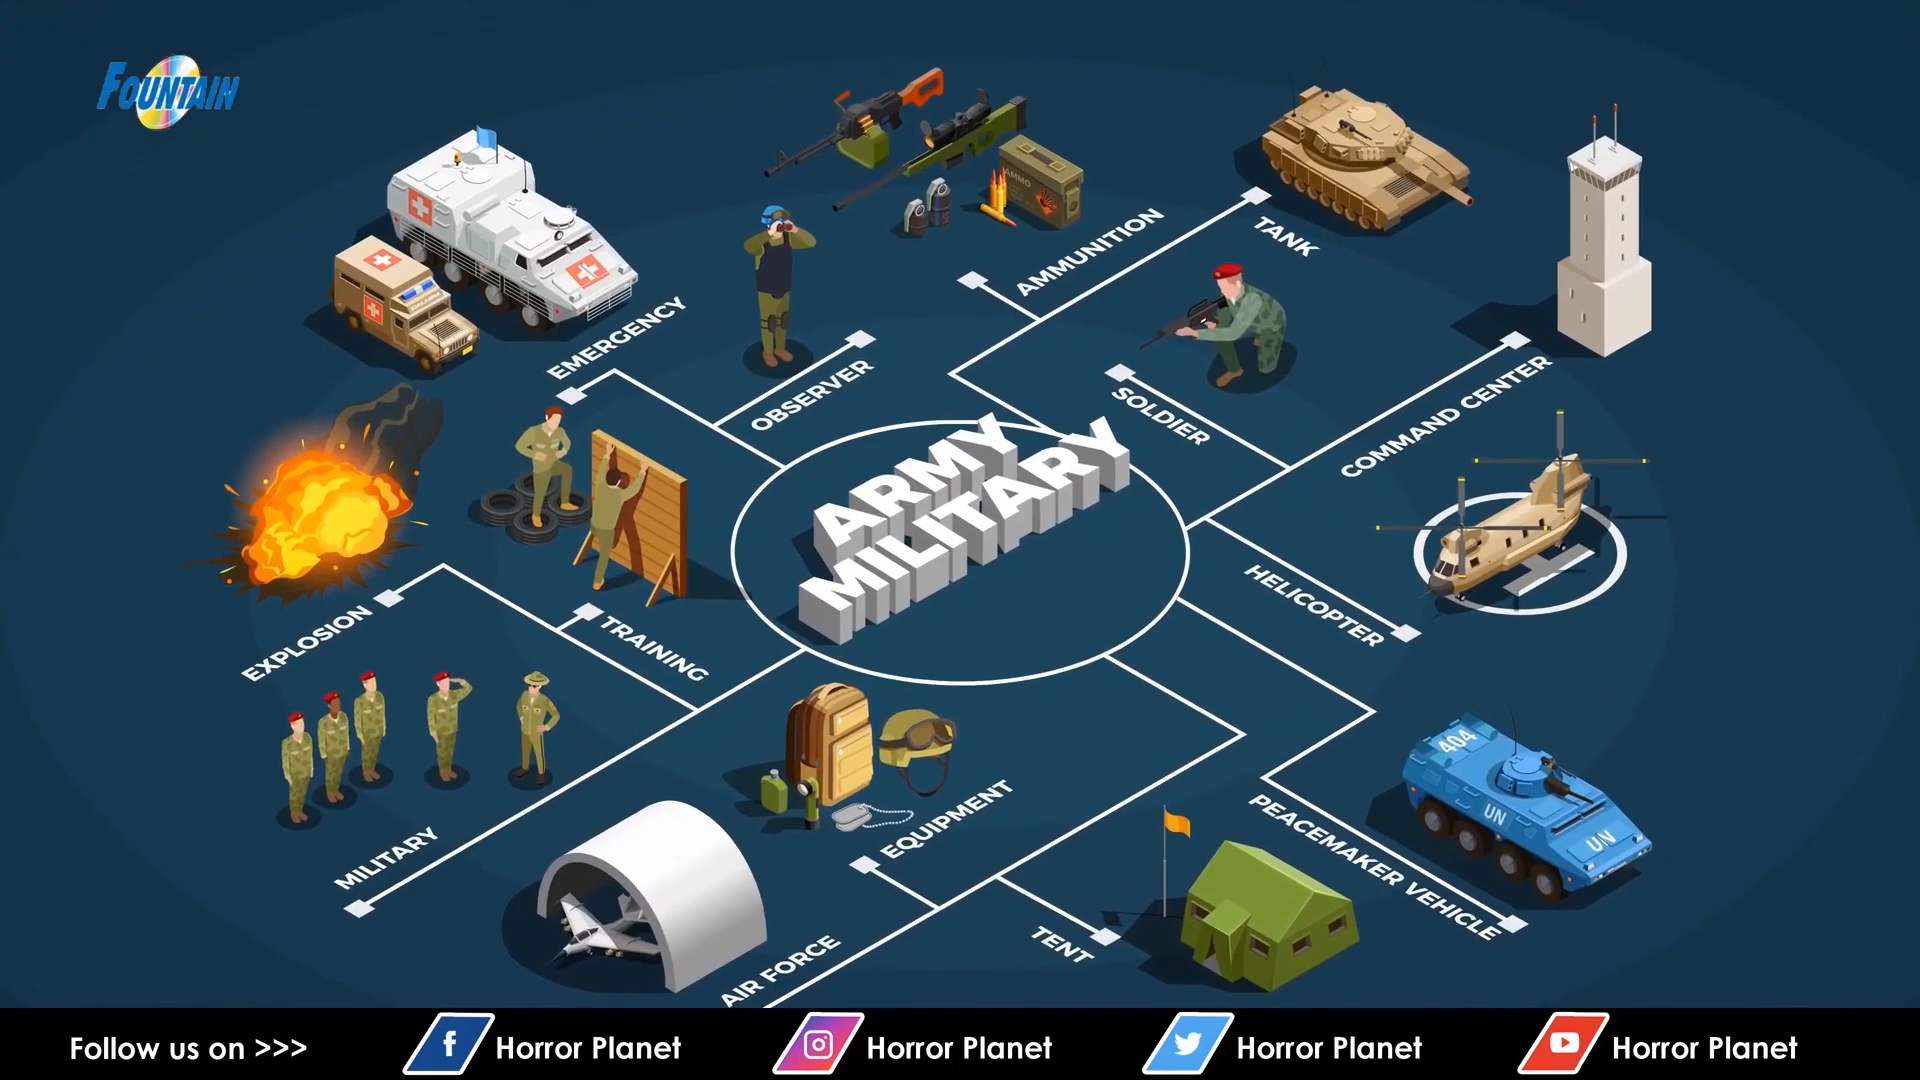 FOUNTAIN
AMMO
AMMUNITION
TANK
EMERGENCY
OBSERVER
SOLDIER
COMMAND CENTER
ARMY
MILITARY
EXPLOSION
TRAINING
HELICOPTER
404
UN
UN
MILITARY
EQUIPMENT
PEACEMAKER VEHICLE
AIR FORCE
TENT
Follow us on >>>
Horror Planet
Horror Planet
Horror Planet
Horror Planet